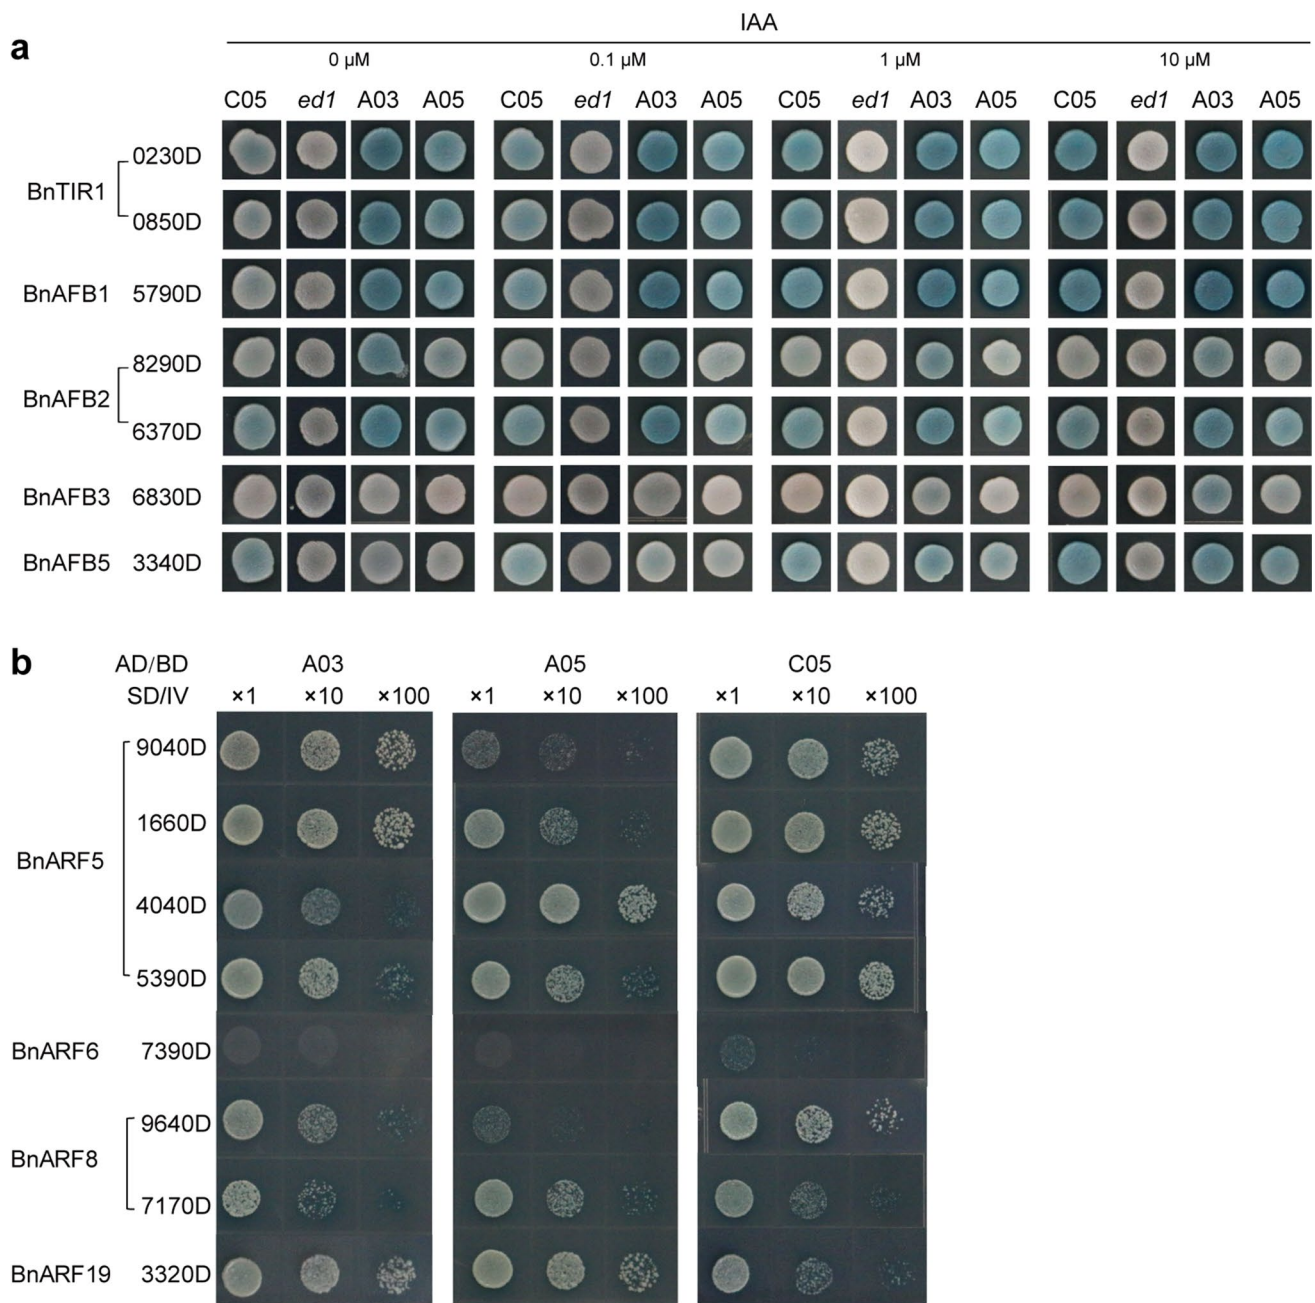 a
IAA
0 µM 0.1 µM 1 µM 10 µM
C05 ed1 A03 A05 C05 ed1 A03 A05 C05 ed1 A03 A05 C05 ed1 A03 A05
BnTIR1
0230D
0850D
BnAFB1 5790D
BnAFB2
8290D
6370D
BnAFB3 6830D
BnAFB5 3340D
b
AD/BD A03 A05 C05
SD/IV ×1 ×10 ×100 ×1 ×10 ×100 ×1 ×10 ×100
BnARF5
9040D
1660D
4040D
5390D
BnARF6 7390D
BnARF8
9640D
7170D
BnARF19 3320D